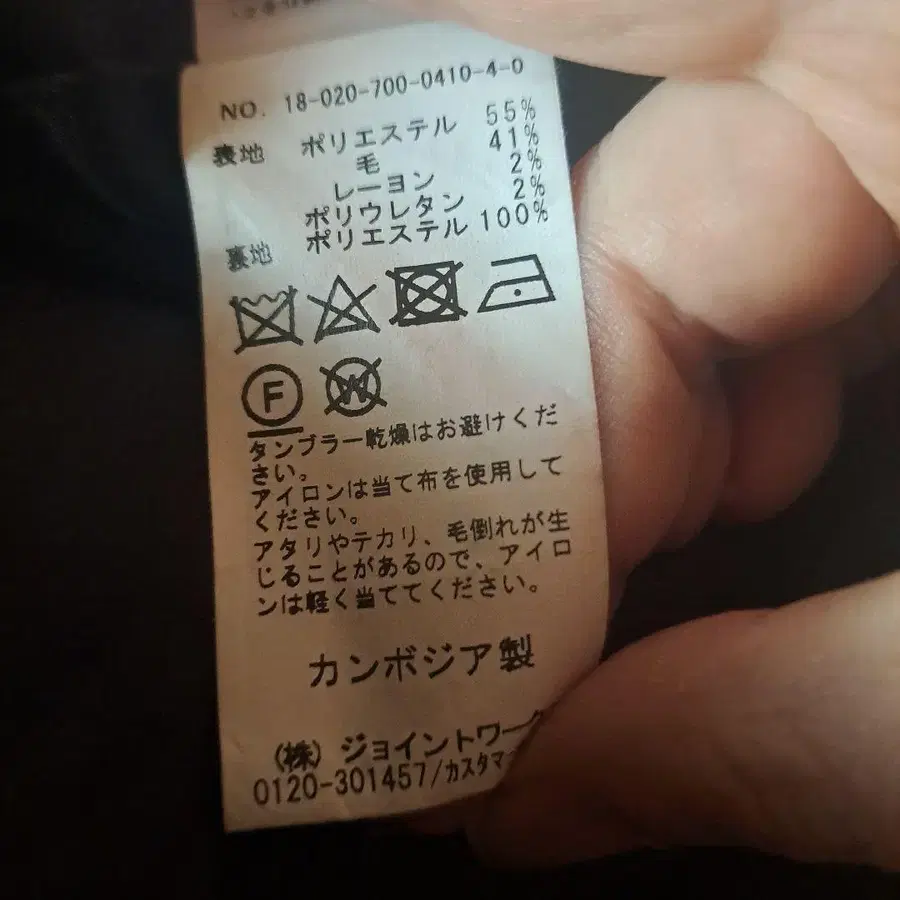 NO. 18-020-700-0410-4-0
表地 ポリエステル 55%
毛 41%
レーヨン 2%
ポリウレタン 2%
裏地 ポリエステル 100%
F W
タンブラー乾燥はお避けくだ
さい。
アイロンは当て布を使用して
ください。
アタリやテカリ、毛倒れが生
じることがあるので、アイロ
ンは軽く当ててください。
カンボジア製
(株) ジョイントワーク
0120-301457/カスタマ